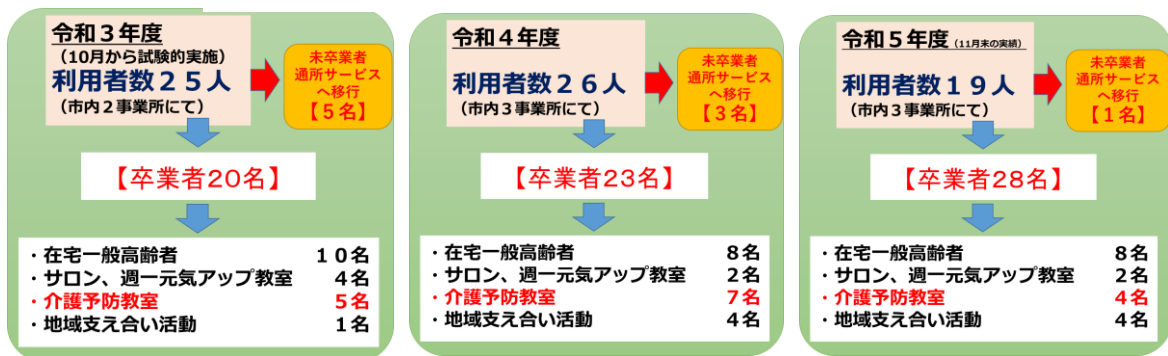 令和３年度
（10月から試験的実施）
利用者数２５人
（市内２事業所にて）
未卒業者
通所サービス
へ移行
【５名】
【卒業者20名】
・在宅一般高齢者 １０名
・サロン、週一元気アップ教室 ４名
・介護予防教室 ５名
・地域支え合い活動 １名
令和４年度
利用者数２６人
（市内３事業所にて）
未卒業者
通所サービス
へ移行
【３名】
【卒業者23名】
・在宅一般高齢者 ８名
・サロン、週一元気アップ教室 ２名
・介護予防教室 ７名
・地域支え合い活動 ４名
令和５年度（11月末の実績）
利用者数１９人
（市内３事業所にて）
未卒業者
通所サービス
へ移行
【１名】
【卒業者28名】
・在宅一般高齢者 ８名
・サロン、週一元気アップ教室 ２名
・介護予防教室 ４名
・地域支え合い活動 ４名